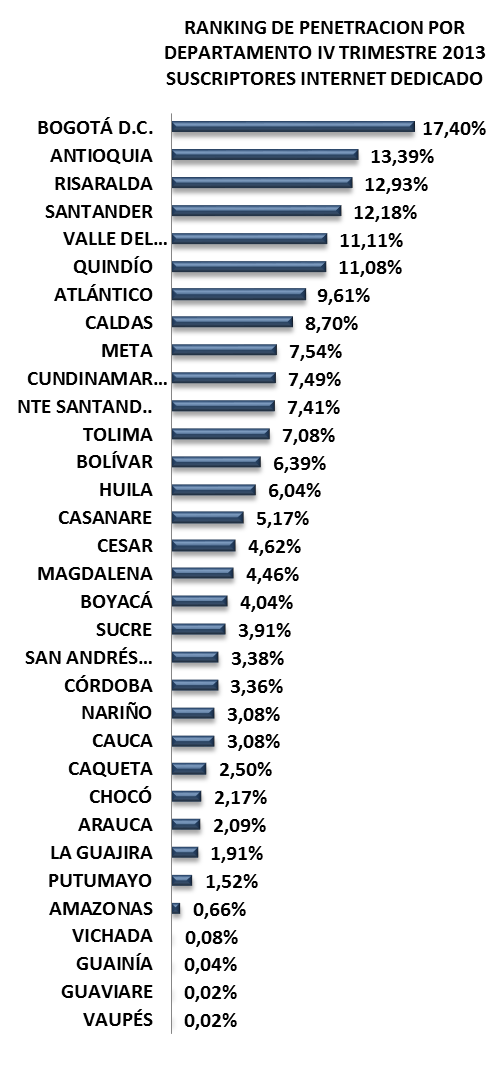 RANKING DE PENETRACION POR
DEPARTAMENTO IV TRIMESTRE 2013
SUSCRIPTORES INTERNET DEDICADO
BOGOTÁ D.C. 17,40%
ANTIOQUIA 13,39%
RISARALDA 12,93%
SANTANDER 12,18%
VALLE DEL... 11,11%
QUINDÍO 11,08%
ATLÁNTICO 9,61%
CALDAS 8,70%
META 7,54%
CUNDINAMAR... 7,49%
NTE SANTAND.. 7,41%
TOLIMA 7,08%
BOLÍVAR 6,39%
HUILA 6,04%
CASANARE 5,17%
CESAR 4,62%
MAGDALENA 4,46%
BOYACÁ 4,04%
SUCRE 3,91%
SAN ANDRÉS... 3,38%
CÓRDOBA 3,36%
NARIÑO 3,08%
CAUCA 3,08%
CAQUETA 2,50%
CHOCÓ 2,17%
ARAUCA 2,09%
LA GUAJIRA 1,91%
PUTUMAYO 1,52%
AMAZONAS 0,66%
VICHADA 0,08%
GUAINÍA 0,04%
GUAVIARE 0,02%
VAUPÉS 0,02%